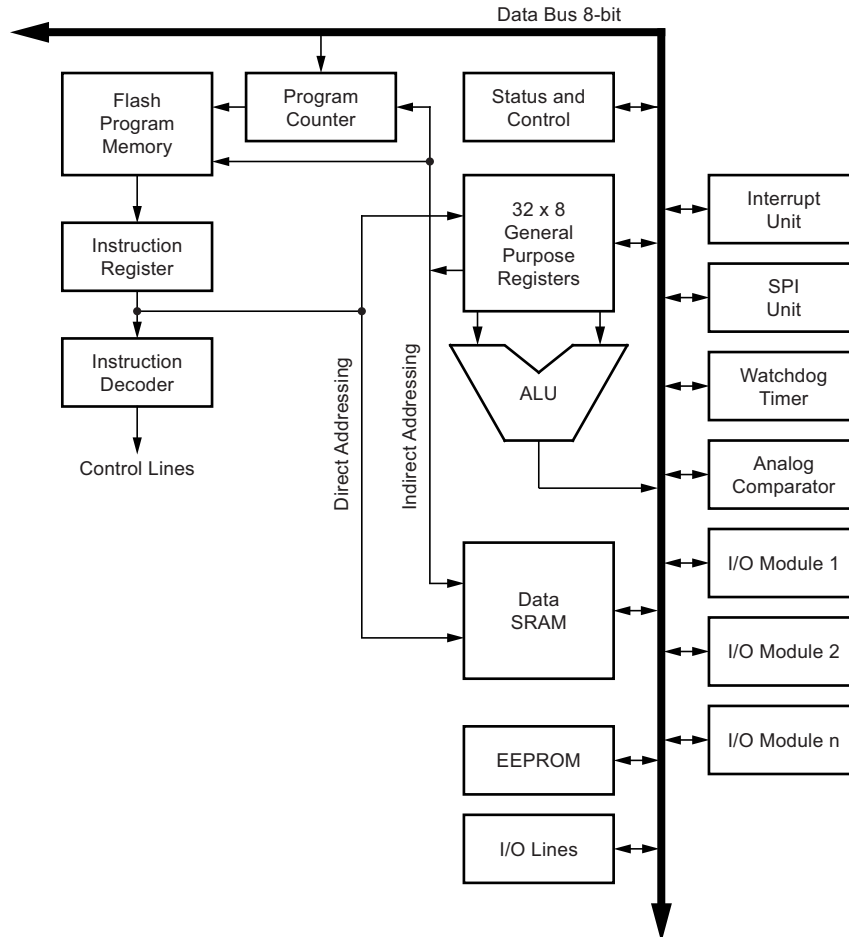 Data Bus 8-bit
Flash
Program
Memory
Program
Counter
Status and
Control
32 x 8
General
Purpose
Registers
Interrupt
Unit
Instruction
Register
SPI
Unit
Instruction
Decoder
Direct Addressing
Indirect Addressing
ALU
Watchdog
Timer
Control Lines
Analog
Comparator
Data
SRAM
I/O Module 1
I/O Module 2
I/O Module n
EEPROM
I/O Lines